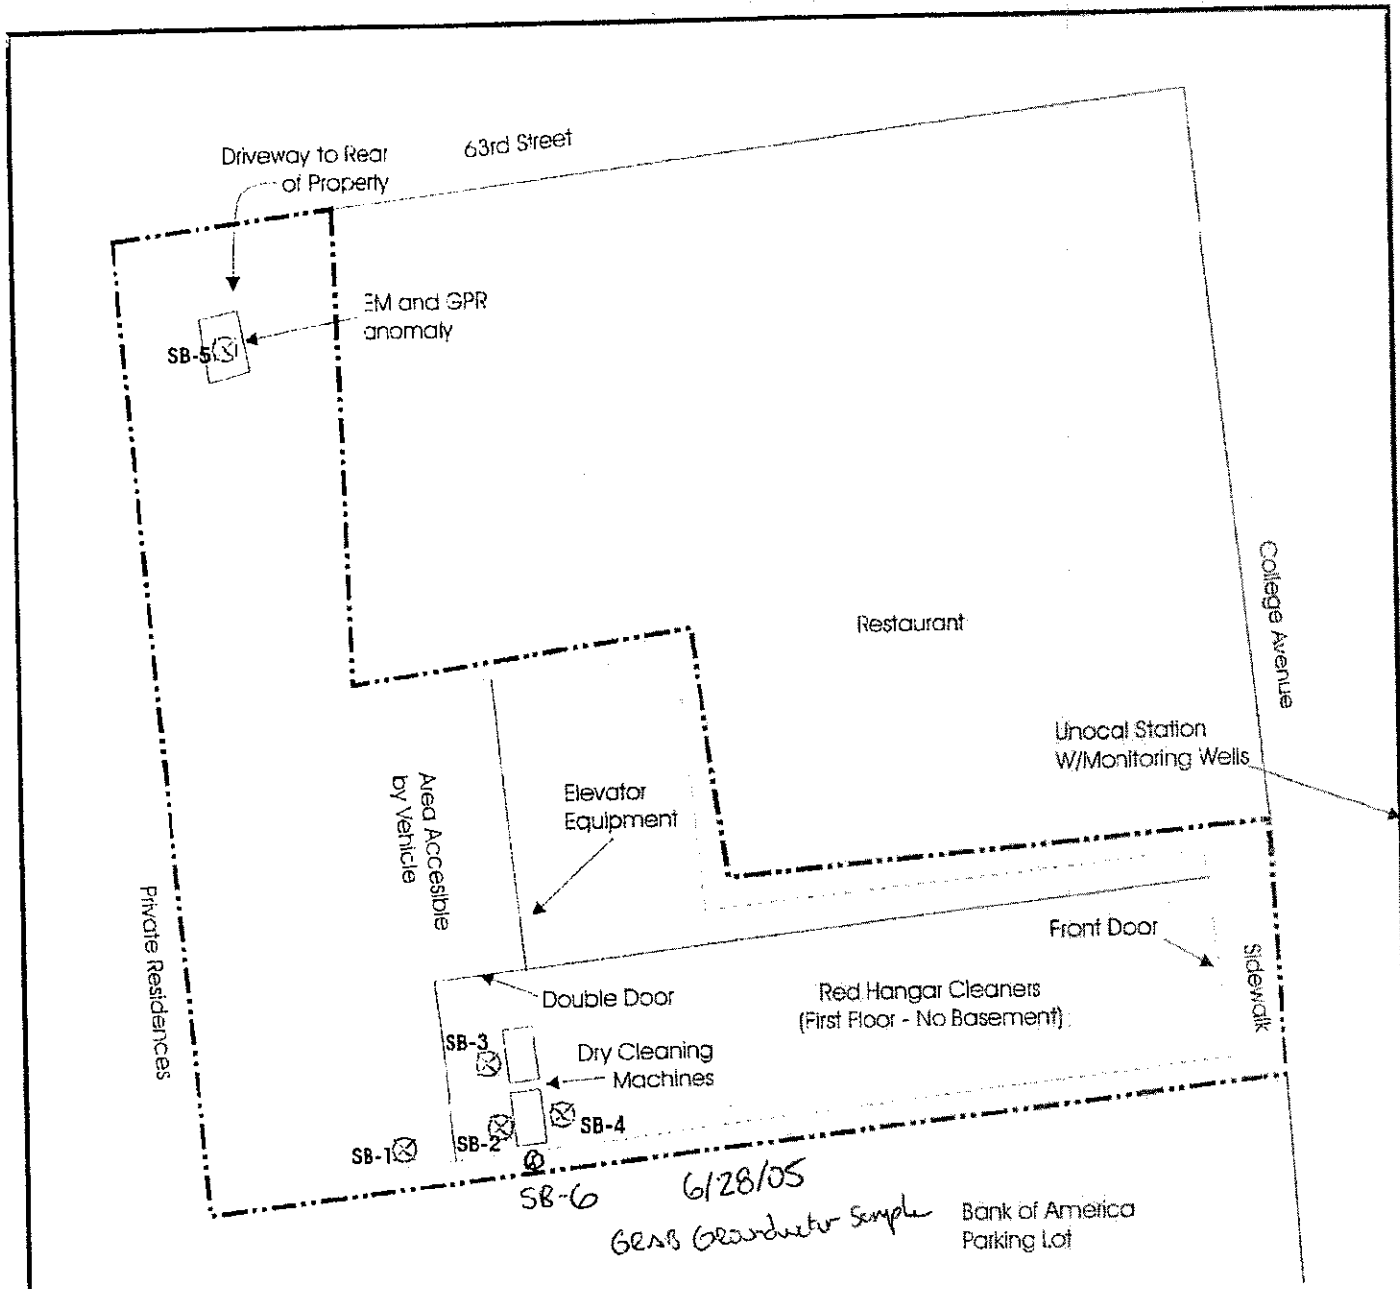 63rd Street
Driveway to Rear
of Property
EM and GPR
anomaly
SB-5
College Avenue
Restaurant
Unocal Station
W/Monitoring Wells
Area Accesible
by Vehicle
Elevator
Equipment
Private Residences
Front Door
Sidewalk
Double Door
Red Hangar Cleaners
(First Floor - No Basement)
SB-3
Dry Cleaning
Machines
SB-4
SB-2
SB-1
SB-6
6/28/05
GRAB Groundwater Sample
Bank of America
Parking Lot